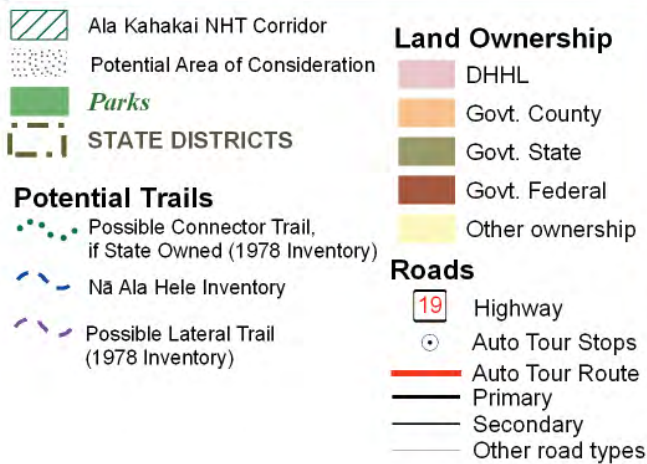 Ala Kahakai NHT Corridor
Potential Area of Consideration
Parks
STATE DISTRICTS
Potential Trails
Possible Connector Trail,
if State Owned (1978 Inventory)
Nā Ala Hele Inventory
Possible Lateral Trail
(1978 Inventory)
Land Ownership
DHHL
Govt. County
Govt. State
Govt. Federal
Other ownership
Roads
19 Highway
Auto Tour Stops
Auto Tour Route
Primary
Secondary
Other road types